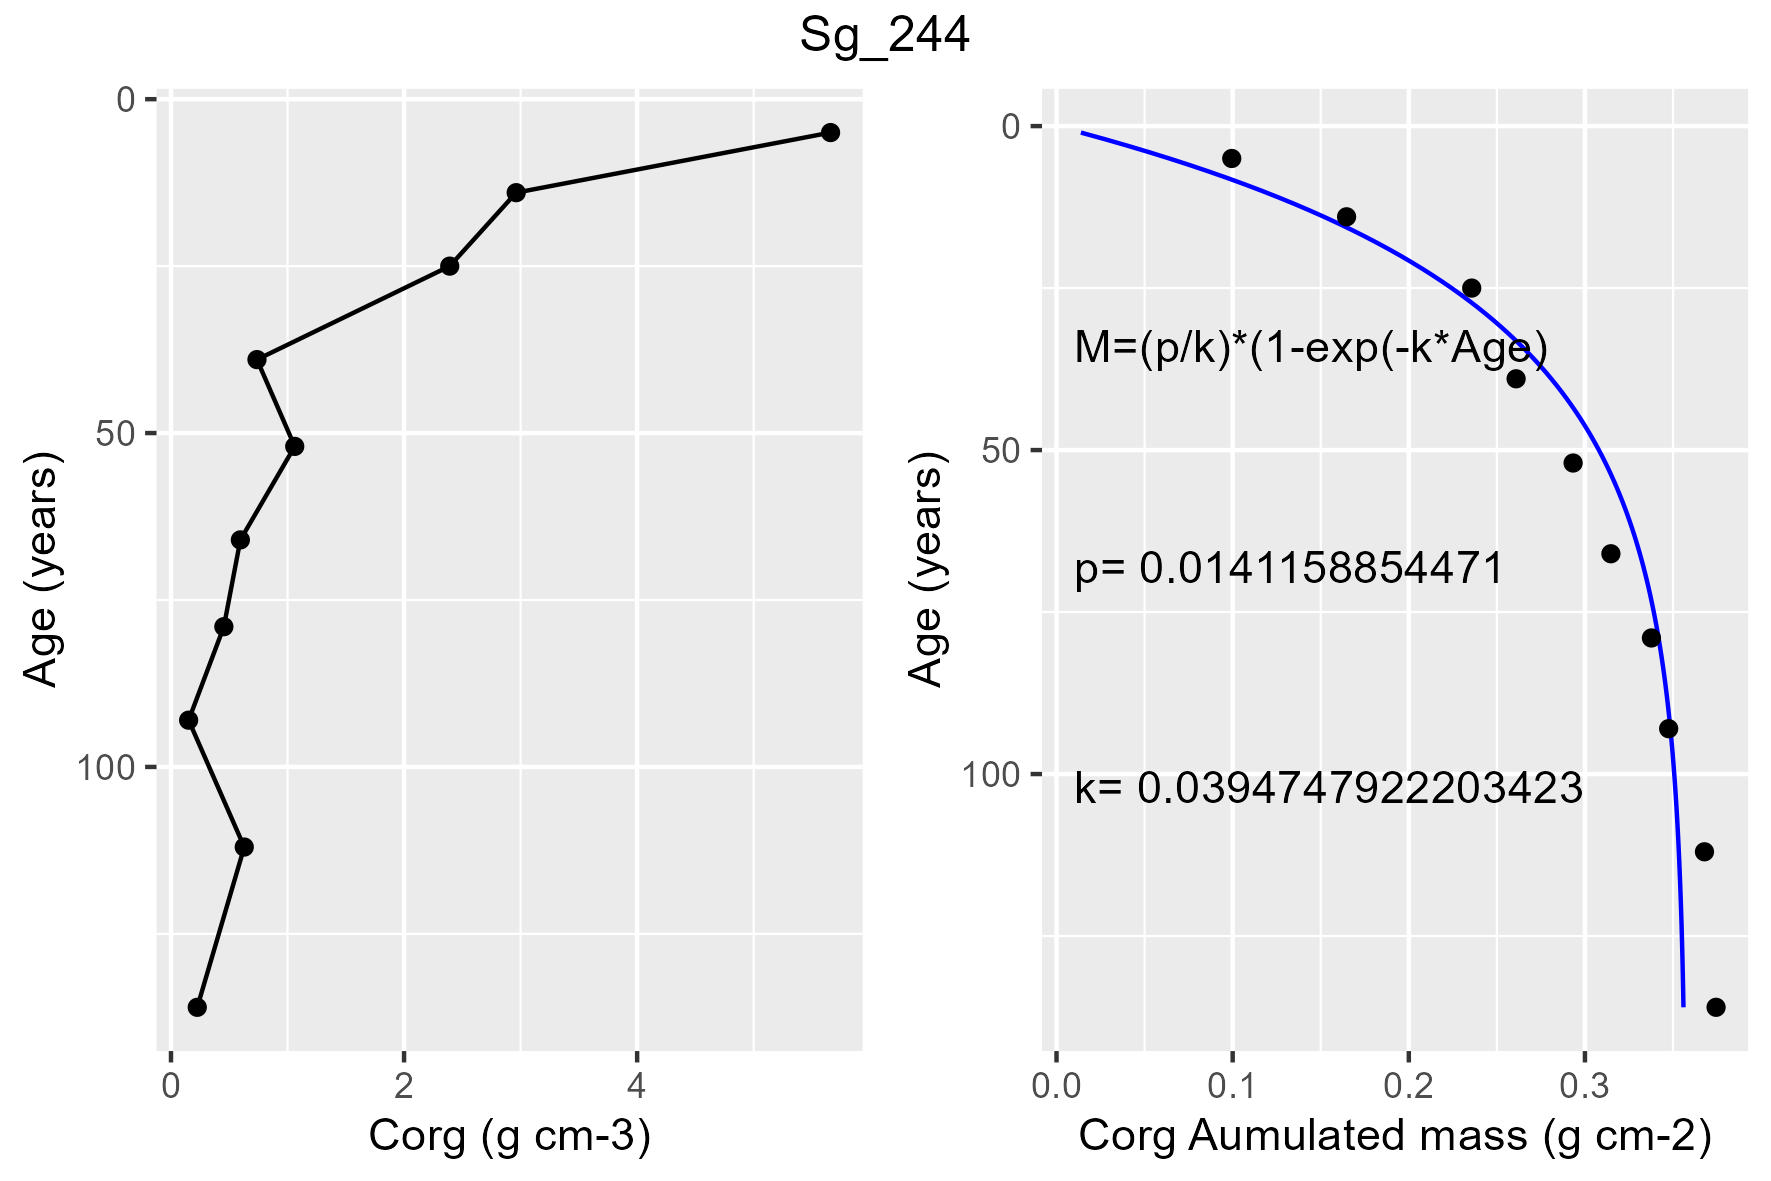 Sg_244
0
50
100
Age (years)
0
2
4
Corg (g cm-3)
0
50
100
Age (years)
M=(p/k)*(1-exp(-k*Age)
p= 0.0141158854471
k= 0.0394747922203423
0.0
0.1
0.2
0.3
Corg Aumulated mass (g cm-2)